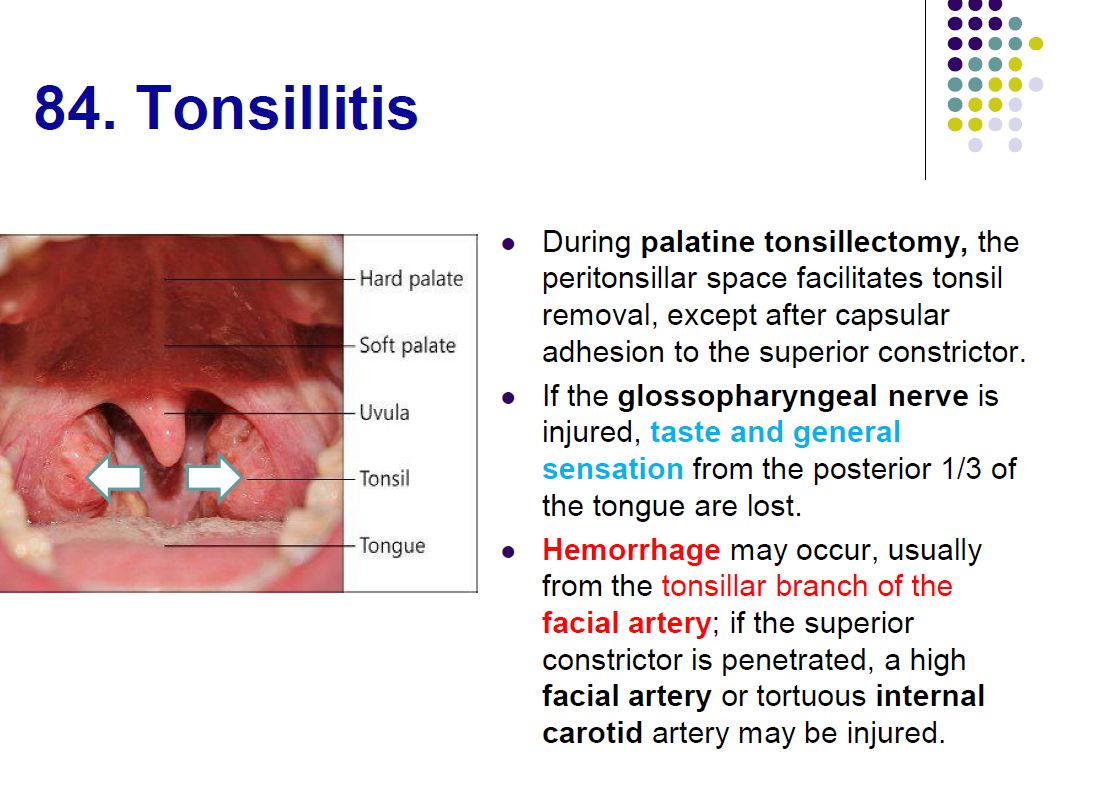 84. Tonsillitis
Hard palate
Soft palate
Uvula
Tonsil
Tongue
During palatine tonsillectomy, the
peritonsillar space facilitates tonsil
removal, except after capsular
adhesion to the superior constrictor.
If the glossopharyngeal nerve is
injured, taste and general
sensation from the posterior 1/3 of
the tongue are lost.
Hemorrhage may occur, usually
from the tonsillar branch of the
facial artery; if the superior
constrictor is penetrated, a high
facial artery or tortuous internal
carotid artery may be injured.